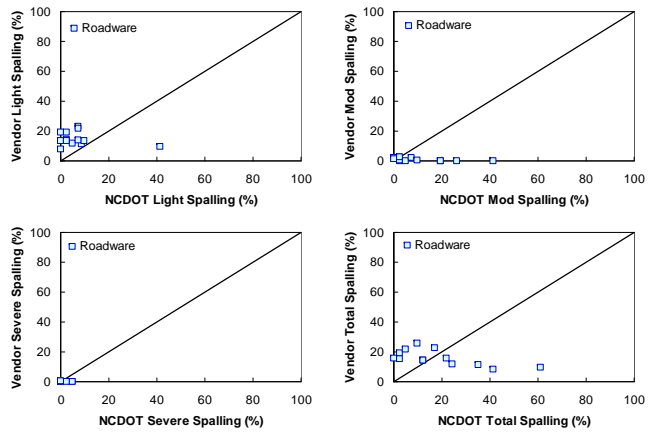 Vendor Light Spalling (%)
100
80
60
40
20
0
Roadware
0 20 40 60 80 100
NCDOT Light Spalling (%)
Vendor Mod Spalling (%)
100
80
60
40
20
0
Roadware
0 20 40 60 80 100
NCDOT Mod Spalling (%)
Vendor Severe Spalling (%)
100
80
60
40
20
0
Roadware
0 20 40 60 80 100
NCDOT Severe Spalling (%)
Vendor Total Spalling (%)
100
80
60
40
20
0
Roadware
0 20 40 60 80 100
NCDOT Total Spalling (%)